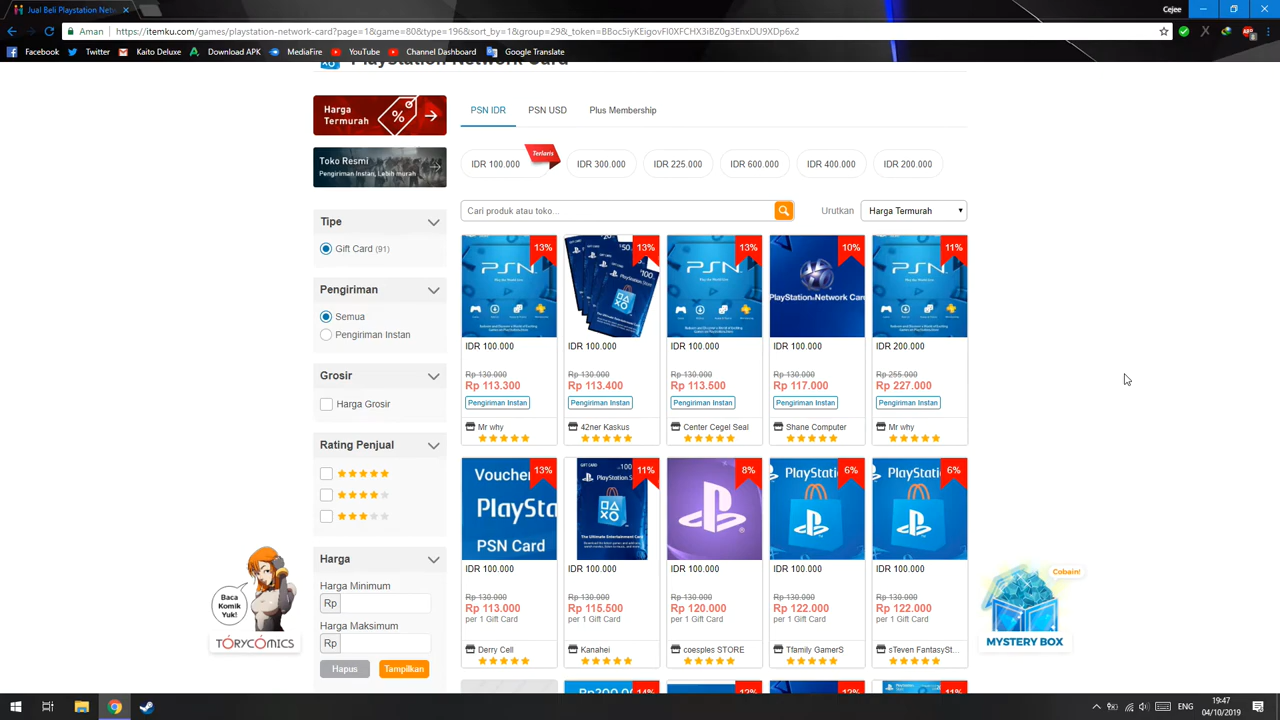 Jual Beli Playstation Net
Cejee
Aman
https://itemku.com/games/playstation-network-card?page=1&game=80&type=196&sort_by=1&group=29&_token=BBoc5iyKEigovFI0XFCHX3iBZ0g3EnxDU9XDp6x2
Facebook
Twitter
Kaito Deluxe
Download APK
MediaFire
YouTube
Channel Dashboard
Google Translate
PlayStation Network Card
Harga
Termurah
%
Toko Resmi
Pengiriman Instan, Lebih murah
PSN IDR
PSN USD
Plus Membership
IDR 100.000
Terlaris
IDR 300.000
IDR 225.000
IDR 600.000
IDR 400.000
IDR 200.000
Cari produk atau toko...
Urutkan
Harga Termurah
Tipe
Gift Card (91)
Pengiriman
Semua
Pengiriman Instan
Grosir
Harga Grosir
Rating Penjual
Harga
Harga Minimum
Rp
Harga Maksimum
Rp
Hapus
Tampilkan
13%
PSN
IDR 100.000
Rp 130.000
Rp 113.300
Pengiriman Instan
Mr why
13%
IDR 100.000
Rp 130.000
Rp 113.400
Pengiriman Instan
42ner Kaskus
13%
PSN
IDR 100.000
Rp 130.000
Rp 113.500
Pengiriman Instan
Center Cegel Seal
10%
PlayStation®Network Card
IDR 100.000
Rp 130.000
Rp 117.000
Pengiriman Instan
Shane Computer
11%
PSN
IDR 200.000
Rp 255.000
Rp 227.000
Pengiriman Instan
Mr why
13%
Voucher
PlaySta
PSN Card
IDR 100.000
Rp 130.000
Rp 113.000
per 1 Gift Card
Derry Cell
11%
IDR 100.000
Rp 130.000
Rp 115.500
per 1 Gift Card
Kanahei
8%
IDR 100.000
Rp 130.000
Rp 120.000
per 1 Gift Card
coesples STORE
6%
PlayStati
IDR 100.000
Rp 130.000
Rp 122.000
per 1 Gift Card
Tfamily GamerS
6%
PlayStati
IDR 100.000
Rp 130.000
Rp 122.000
per 1 Gift Card
sTeven FantasySt...
14%
12%
12%
11%
Baca
Komik
Yuk!
TORYCOMICS
Cobain!
MYSTERY BOX
ENG
19:47
04/10/2019